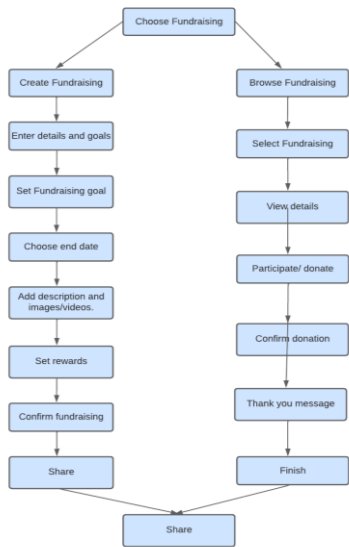 Choose Fundraising
Create Fundraising
Enter details and goals
Set Fundraising goal
Choose end date
Add description and
images/videos.
Set rewards
Confirm fundraising
Share
Browse Fundraising
Select Fundraising
View details
Participate/ donate
Confirm donation
Thank you message
Finish
Share